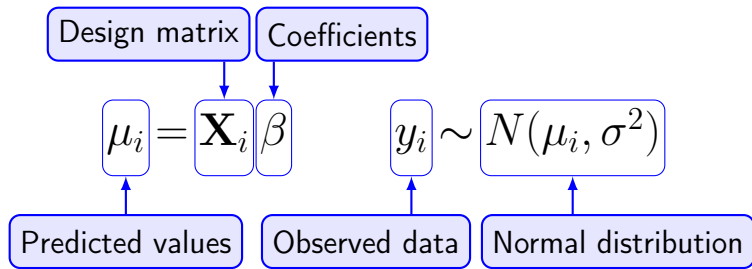 Design matrix Coefficients
μᵢ = 𝐗ᵢ β yᵢ ∼ N(μᵢ, σ²)
Predicted values Observed data Normal distribution